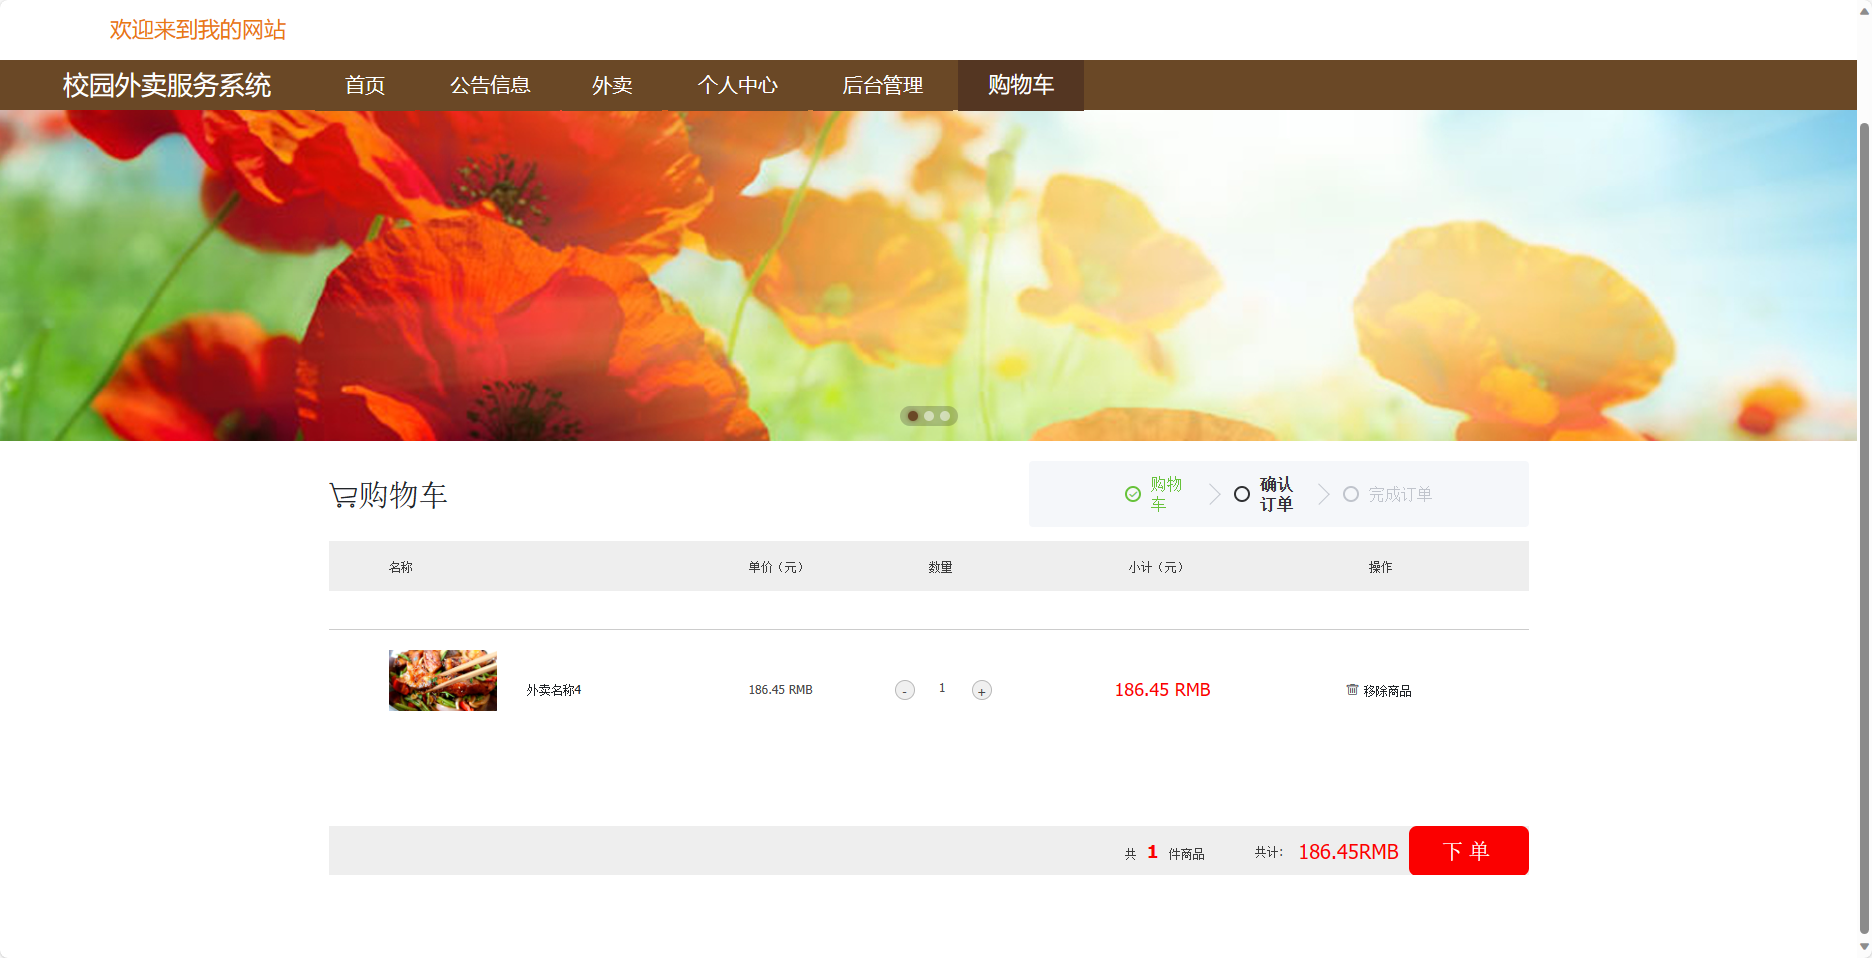 欢迎来到我的网站
校园外卖服务系统 首页 公告信息 外卖 个人中心 后台管理 购物车
购物车
购物
车
确认
订单
完成订单
名称 单价（元） 数量 小计（元） 操作
外卖名称4 186.45 RMB - 1 + 186.45 RMB 移除商品
共 1 件商品 共计: 186.45RMB 下 单